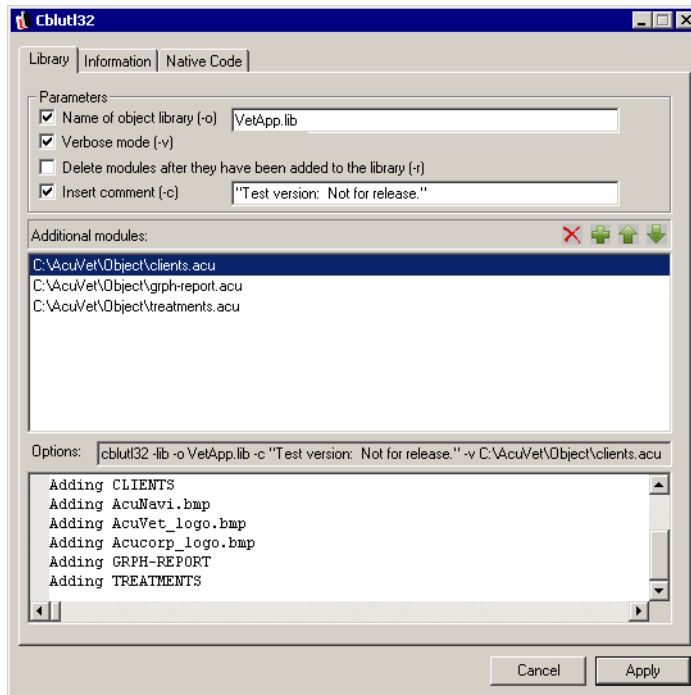 Cblutl32
Library Information Native Code
Parameters
Name of object library (-o) VetApp.lib
Verbose mode (-v)
Delete modules after they have been added to the library (-r)
Insert comment (-c) "Test version:  Not for release."
Additional modules:
C:\AcuVet\Object\clients.acu
C:\AcuVet\Object\grph-report.acu
C:\AcuVet\Object\treatments.acu
Options: cblutl32 -lib -o VetApp.lib -c "Test version:  Not for release." -v C:\AcuVet\Object\clients.acu
Adding CLIENTS
Adding AcuNavi.bmp
Adding AcuVet_logo.bmp
Adding Acucorp_logo.bmp
Adding GRPH-REPORT
Adding TREATMENTS
Cancel Apply